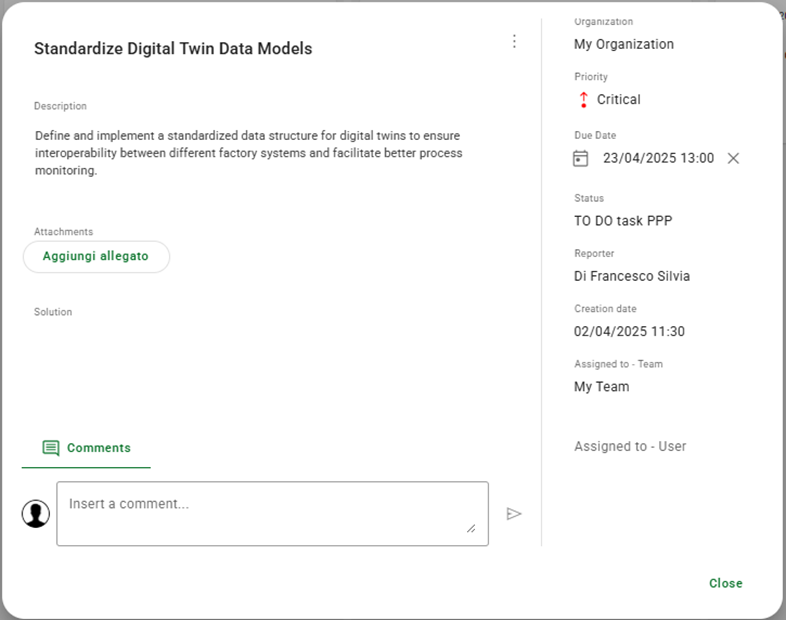 Standardize Digital Twin Data Models
Description
Define and implement a standardized data structure for digital twins to ensure
interoperability between different factory systems and facilitate better process
monitoring.
Attachments
Aggiungi allegato
Solution
Comments
Insert a comment...
Organization
My Organization
Priority
Critical
Due Date
23/04/2025 13:00
Status
TO DO task PPP
Reporter
Di Francesco Silvia
Creation date
02/04/2025 11:30
Assigned to - Team
My Team
Assigned to - User
Close